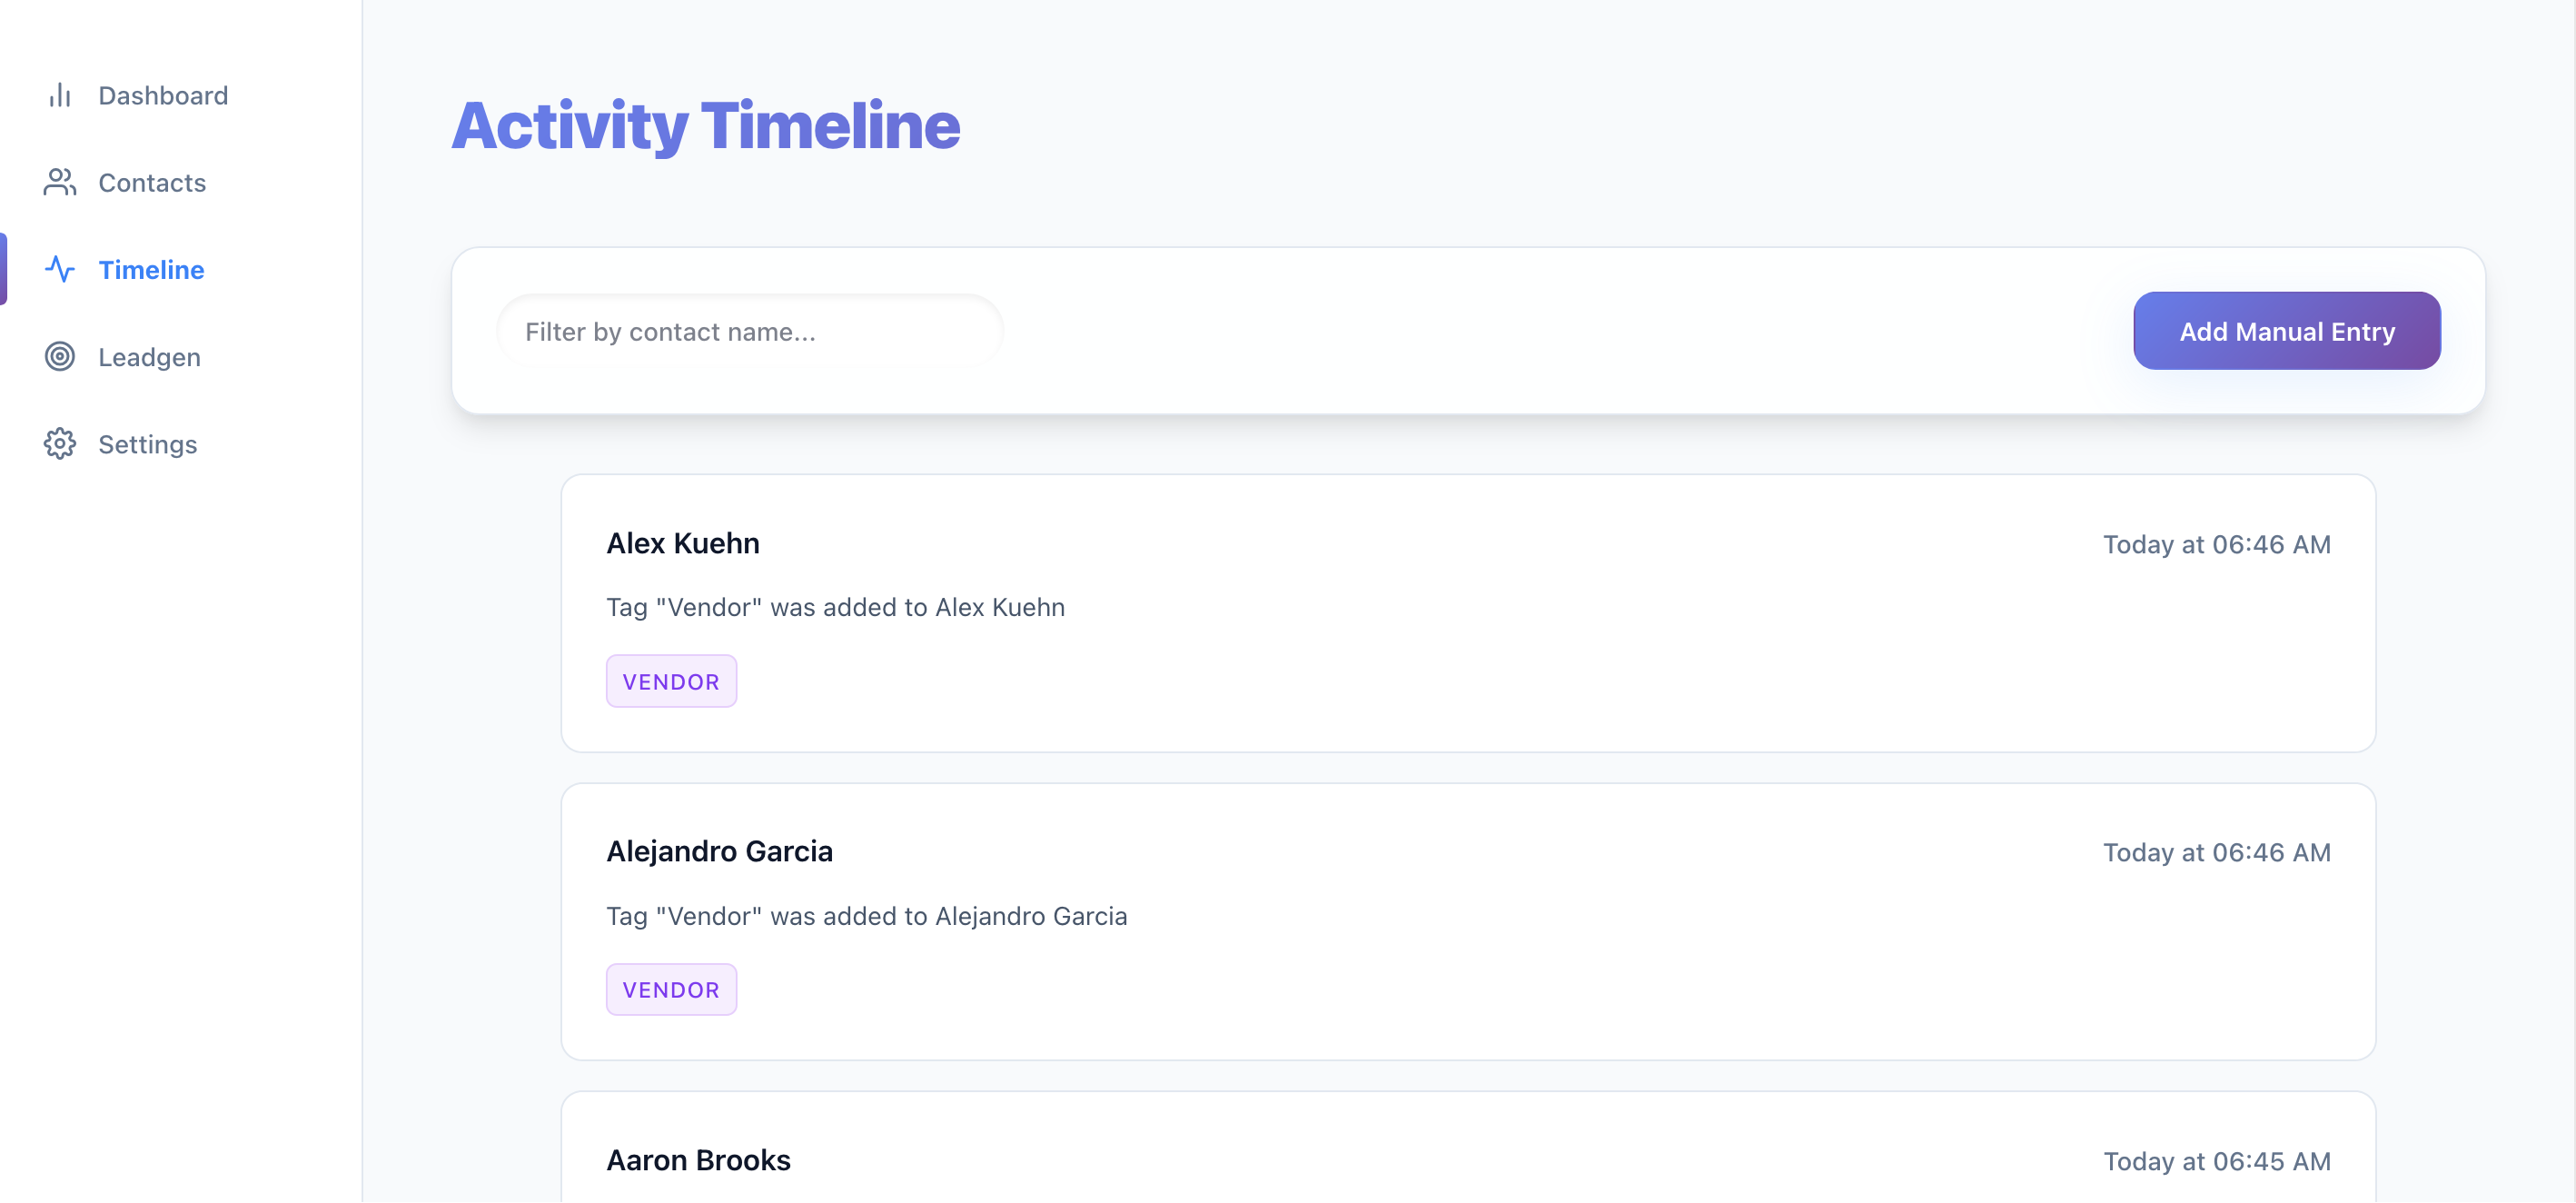 Dashboard
Contacts
Timeline
Leadgen
Settings
Activity Timeline
Filter by contact name...
Add Manual Entry
Alex Kuehn
Today at 06:46 AM
Tag "Vendor" was added to Alex Kuehn
VENDOR
Alejandro Garcia
Today at 06:46 AM
Tag "Vendor" was added to Alejandro Garcia
VENDOR
Aaron Brooks
Today at 06:45 AM